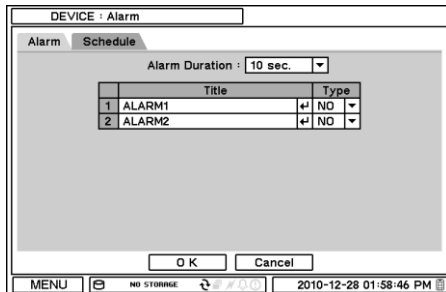 DEVICE : Alarm
Alarm Schedule
Alarm Duration : 10 sec.
Title Type
1 ALARM1 NO
2 ALARM2 NO
OK Cancel
MENU NO STORAGE 2010-12-28 01:58:46 PM